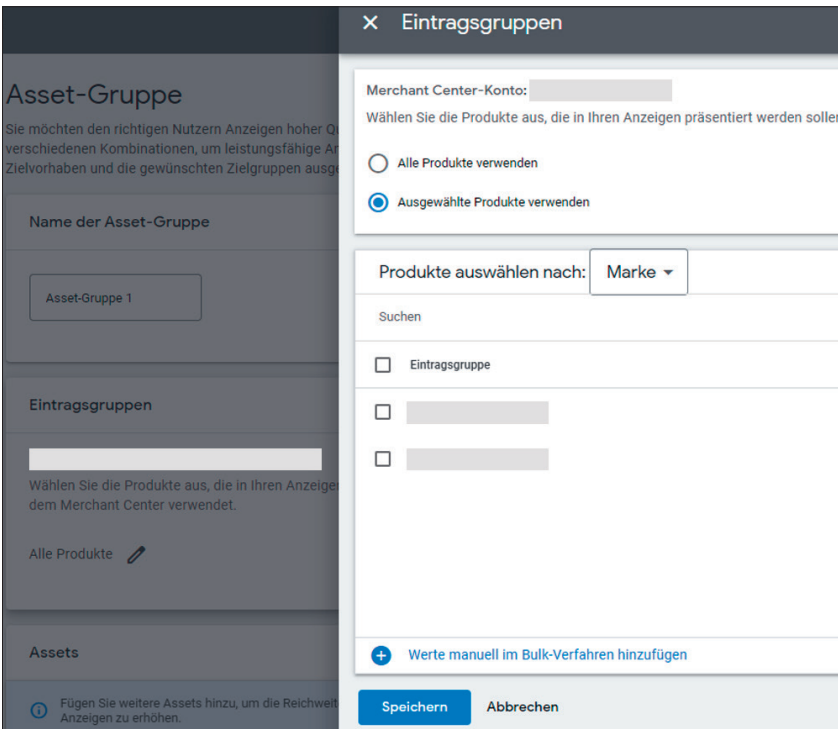 Asset-Gruppe
Sie möchten den richtigen Nutzern Anzeigen hoher Qu
verschiedenen Kombinationen, um leistungsfähige An
Zielvorhaben und die gewünschten Zielgruppen ausge
Name der Asset-Gruppe
Asset-Gruppe 1
Eintragsgruppen
Wählen Sie die Produkte aus, die in Ihren Anzeigen
dem Merchant Center verwendet.
Alle Produkte
Assets
Fügen Sie weitere Assets hinzu, um die Reichweit
Anzeigen zu erhöhen.
Eintragsgruppen
Merchant Center-Konto:
Wählen Sie die Produkte aus, die in Ihren Anzeigen präsentiert werden sollen
Alle Produkte verwenden
Ausgewählte Produkte verwenden
Produkte auswählen nach: Marke
Suchen
Eintragsgruppe
Werte manuell im Bulk-Verfahren hinzufügen
Speichern Abbrechen